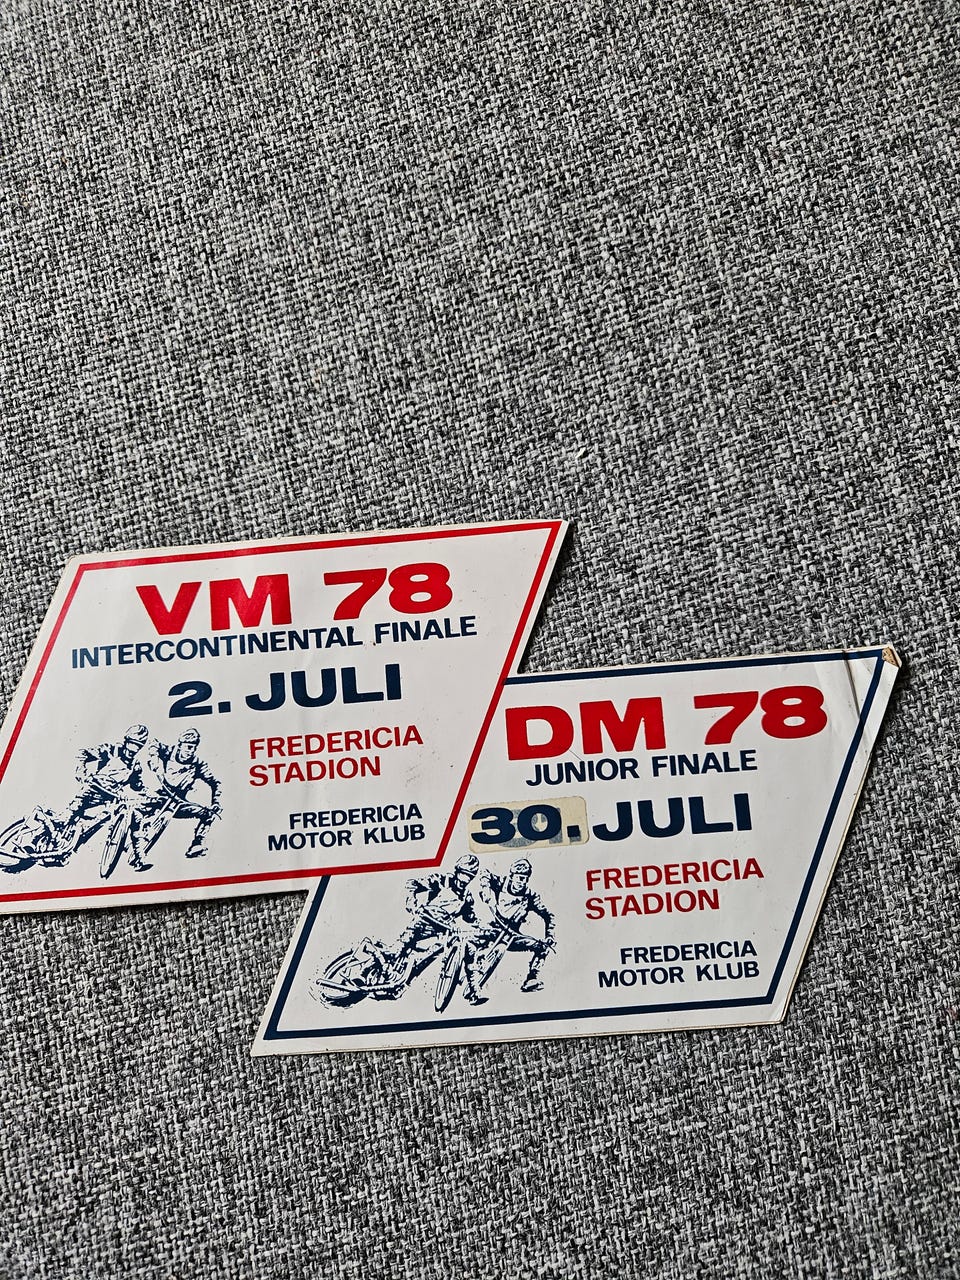 VM 78
INTERCONTINENTAL FINALE
2. JULI
FREDERICIA
STADION
FREDERICIA
MOTOR KLUB
DM 78
JUNIOR FINALE
30. JULI
FREDERICIA
STADION
FREDERICIA
MOTOR KLUB